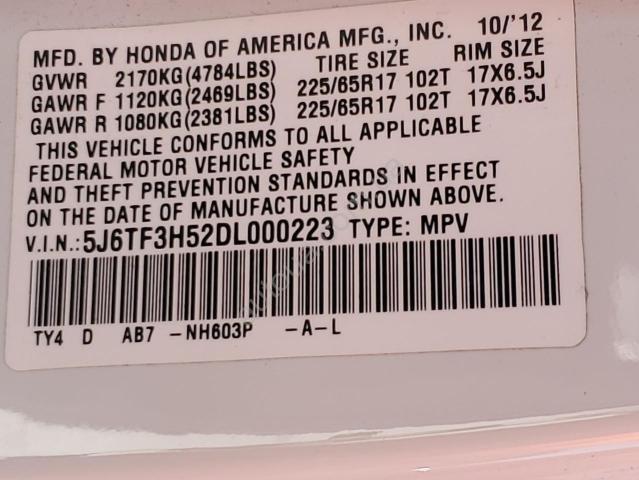 MFD. BY HONDA OF AMERICA MFG., INC. 10/'12
GVWR 2170KG(4784LBS) TIRE SIZE RIM SIZE
GAWR F 1120KG(2469LBS) 225/65R17 102T 17X6.5J
GAWR R 1080KG(2381LBS) 225/65R17 102T 17X6.5J
THIS VEHICLE CONFORMS TO ALL APPLICABLE
FEDERAL MOTOR VEHICLE SAFETY
AND THEFT PREVENTION STANDARDS IN EFFECT
ON THE DATE OF MANUFACTURE SHOWN ABOVE.
V.I.N.:5J6TF3H52DL000223 TYPE: MPV
TY4 D AB7 -NH603P -A-L